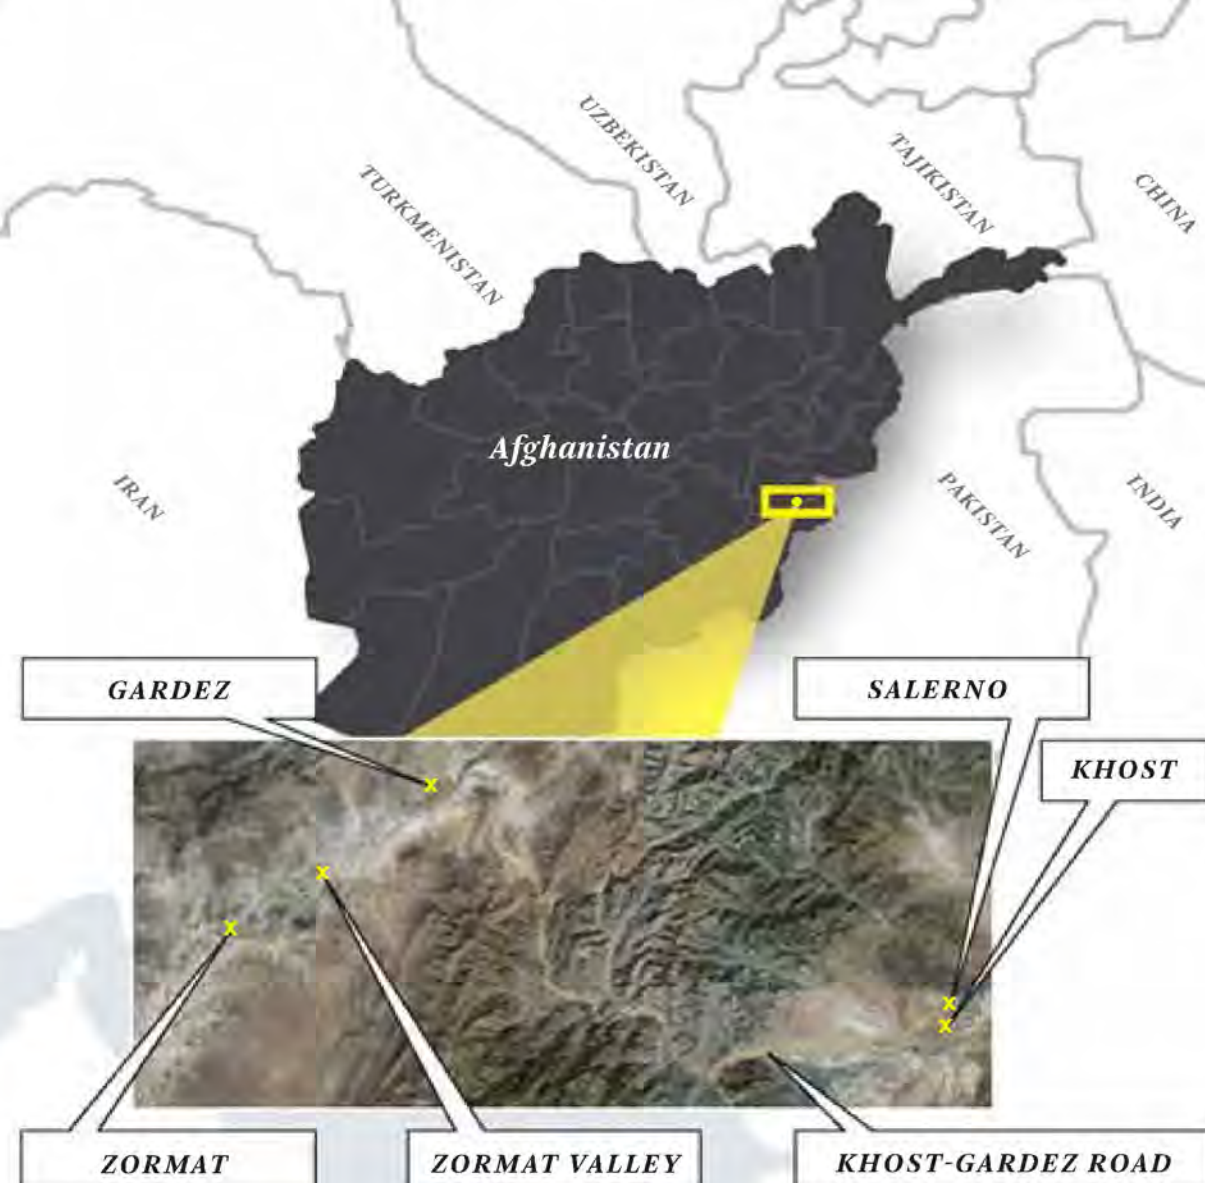 UZBEKISTAN
TAJIKISTAN
TURKMENISTAN
CHINA
Afghanistan
IRAN
PAKISTAN
INDIA
GARDEZ
SALERNO
KHOST
x
x
x
x
x
ZORMAT
ZORMAT VALLEY
KHOST-GARDEZ ROAD